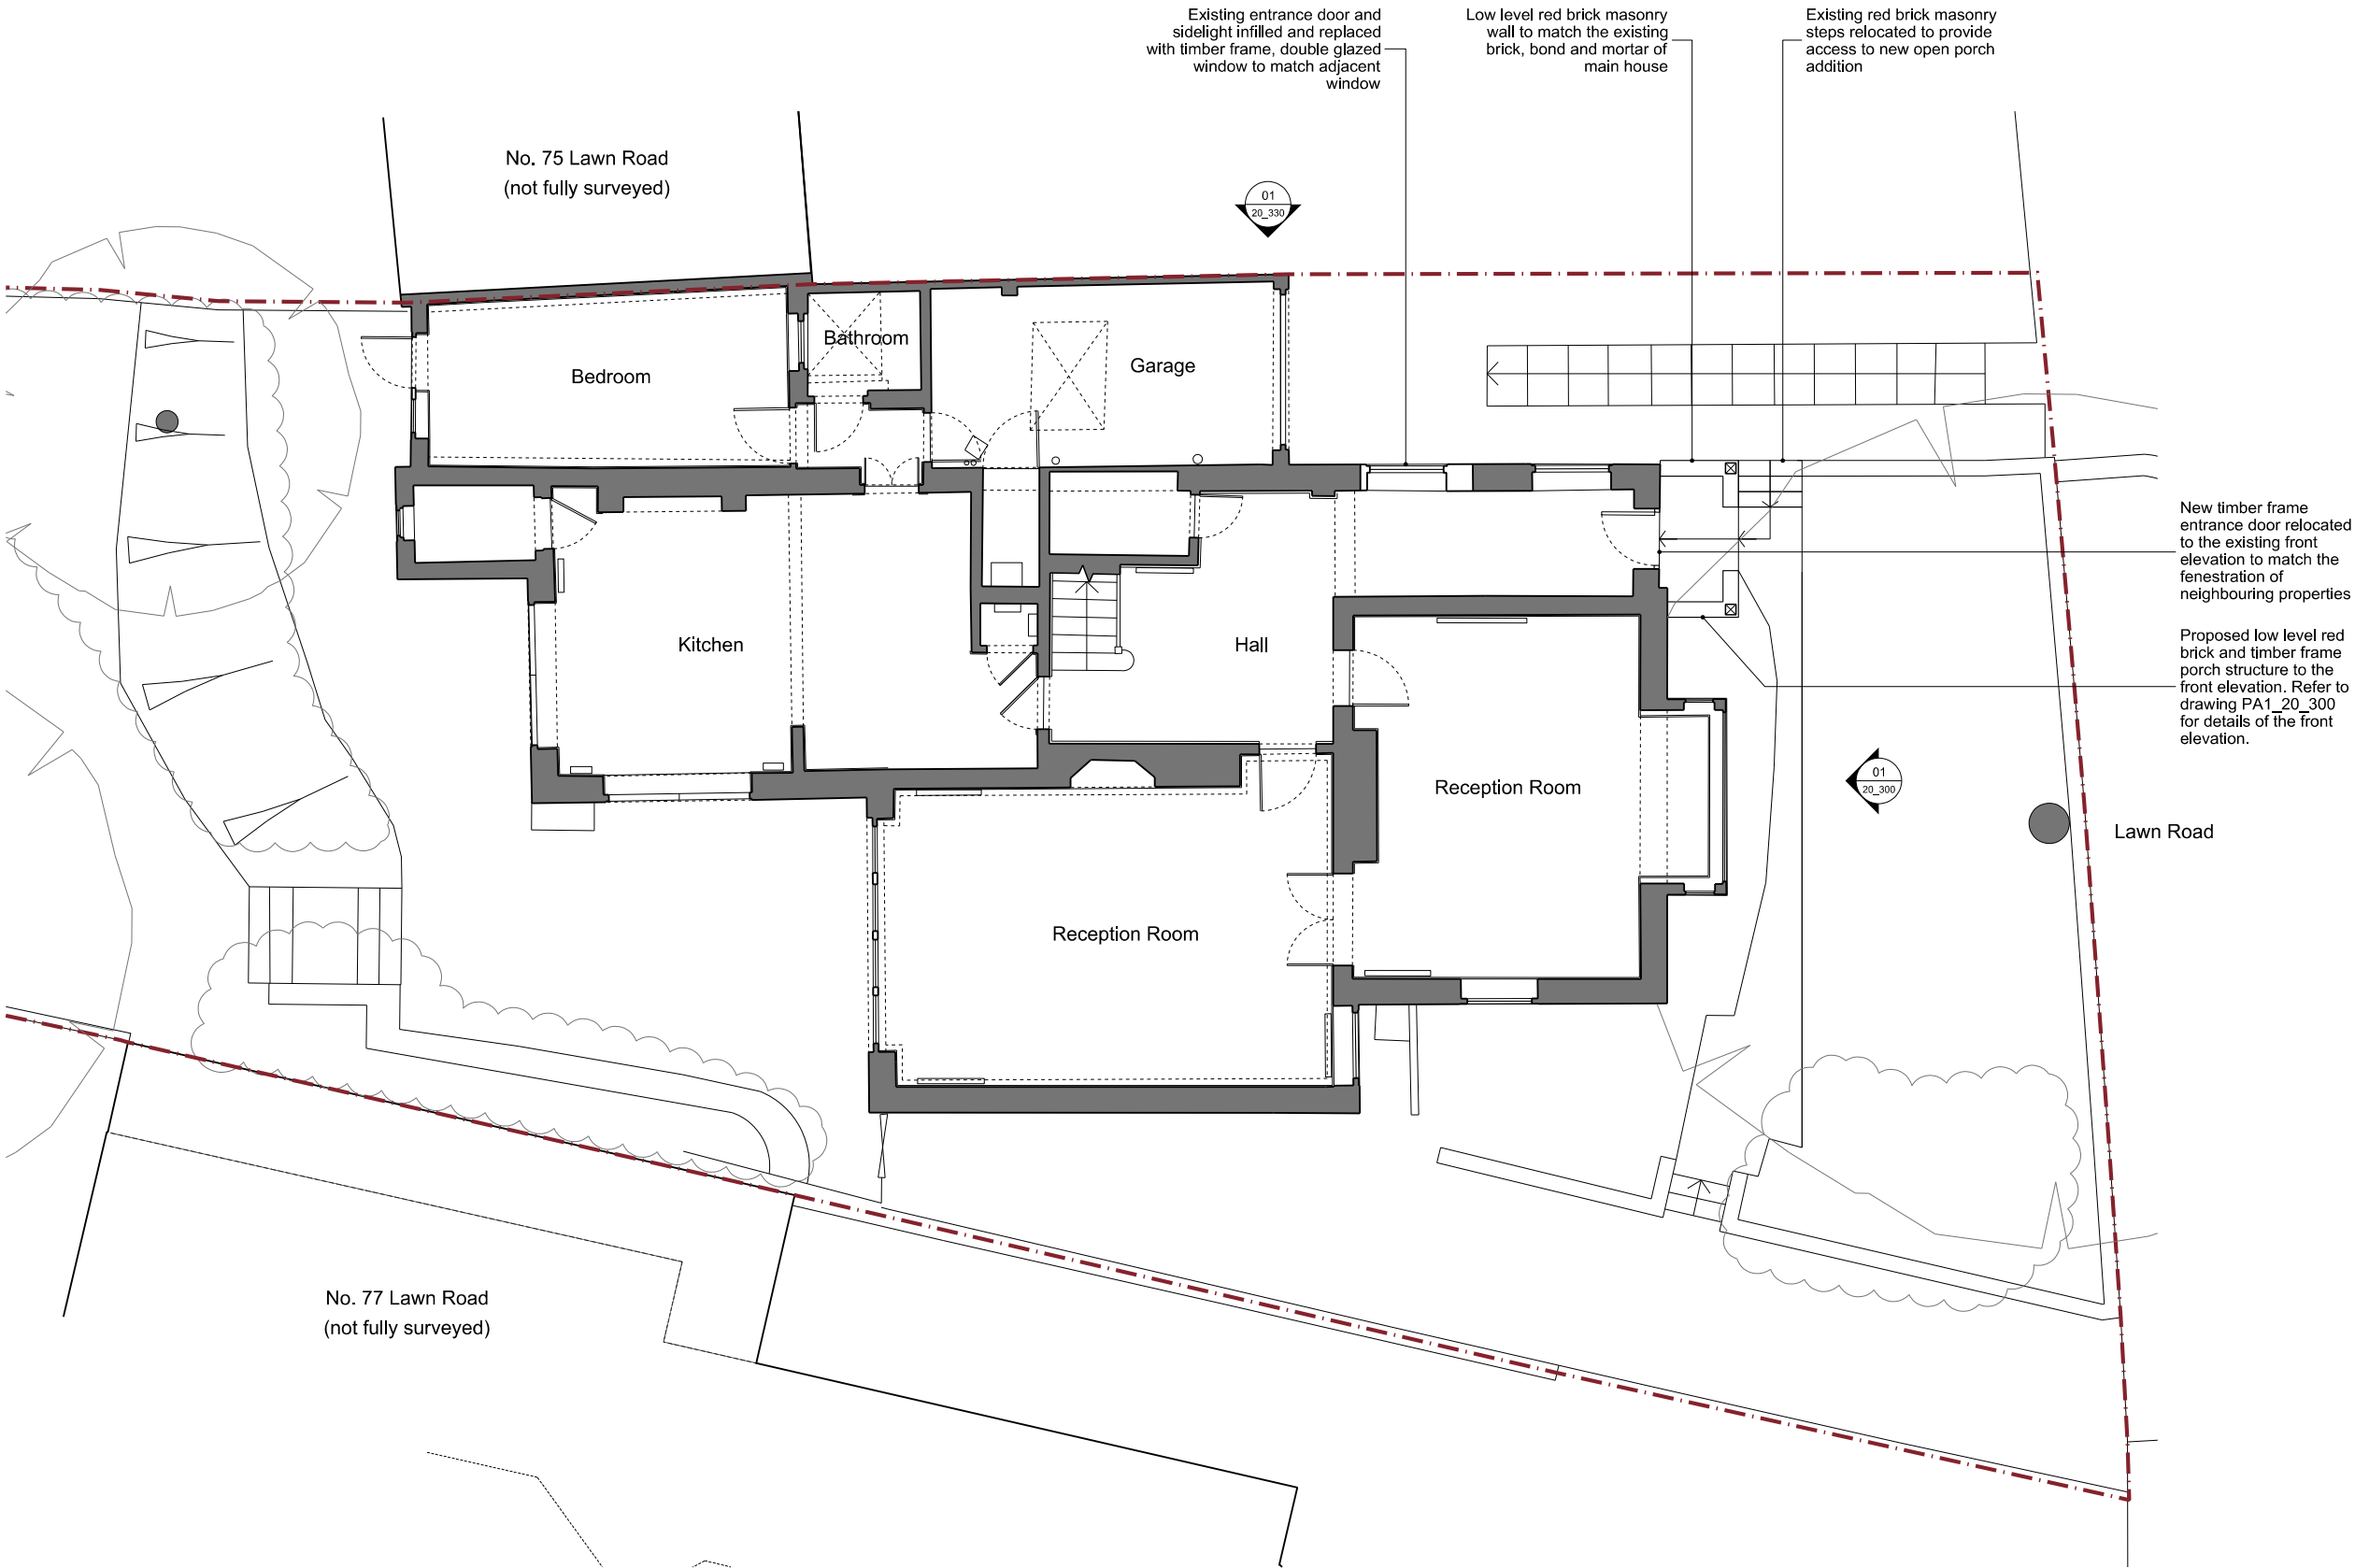 Existing entrance door and
sidelight infilled and replaced
with timber frame, double glazed
window to match adjacent
window
Low level red brick masonry
wall to match the existing
brick, bond and mortar of
main house
Existing red brick masonry
steps relocated to provide
access to new open porch
addition
No. 75 Lawn Road
(not fully surveyed)
01
20_330
Bathroom
Garage
Bedroom
New timber frame
entrance door relocated
to the existing front
elevation to match the
fenestration of
neighbouring properties
Kitchen
Hall
Proposed low level red
brick and timber frame
porch structure to the
front elevation. Refer to
drawing PA1_20_300
for details of the front
elevation.
Reception Room
01
20_300
Lawn Road
Reception Room
No. 77 Lawn Road
(not fully surveyed)